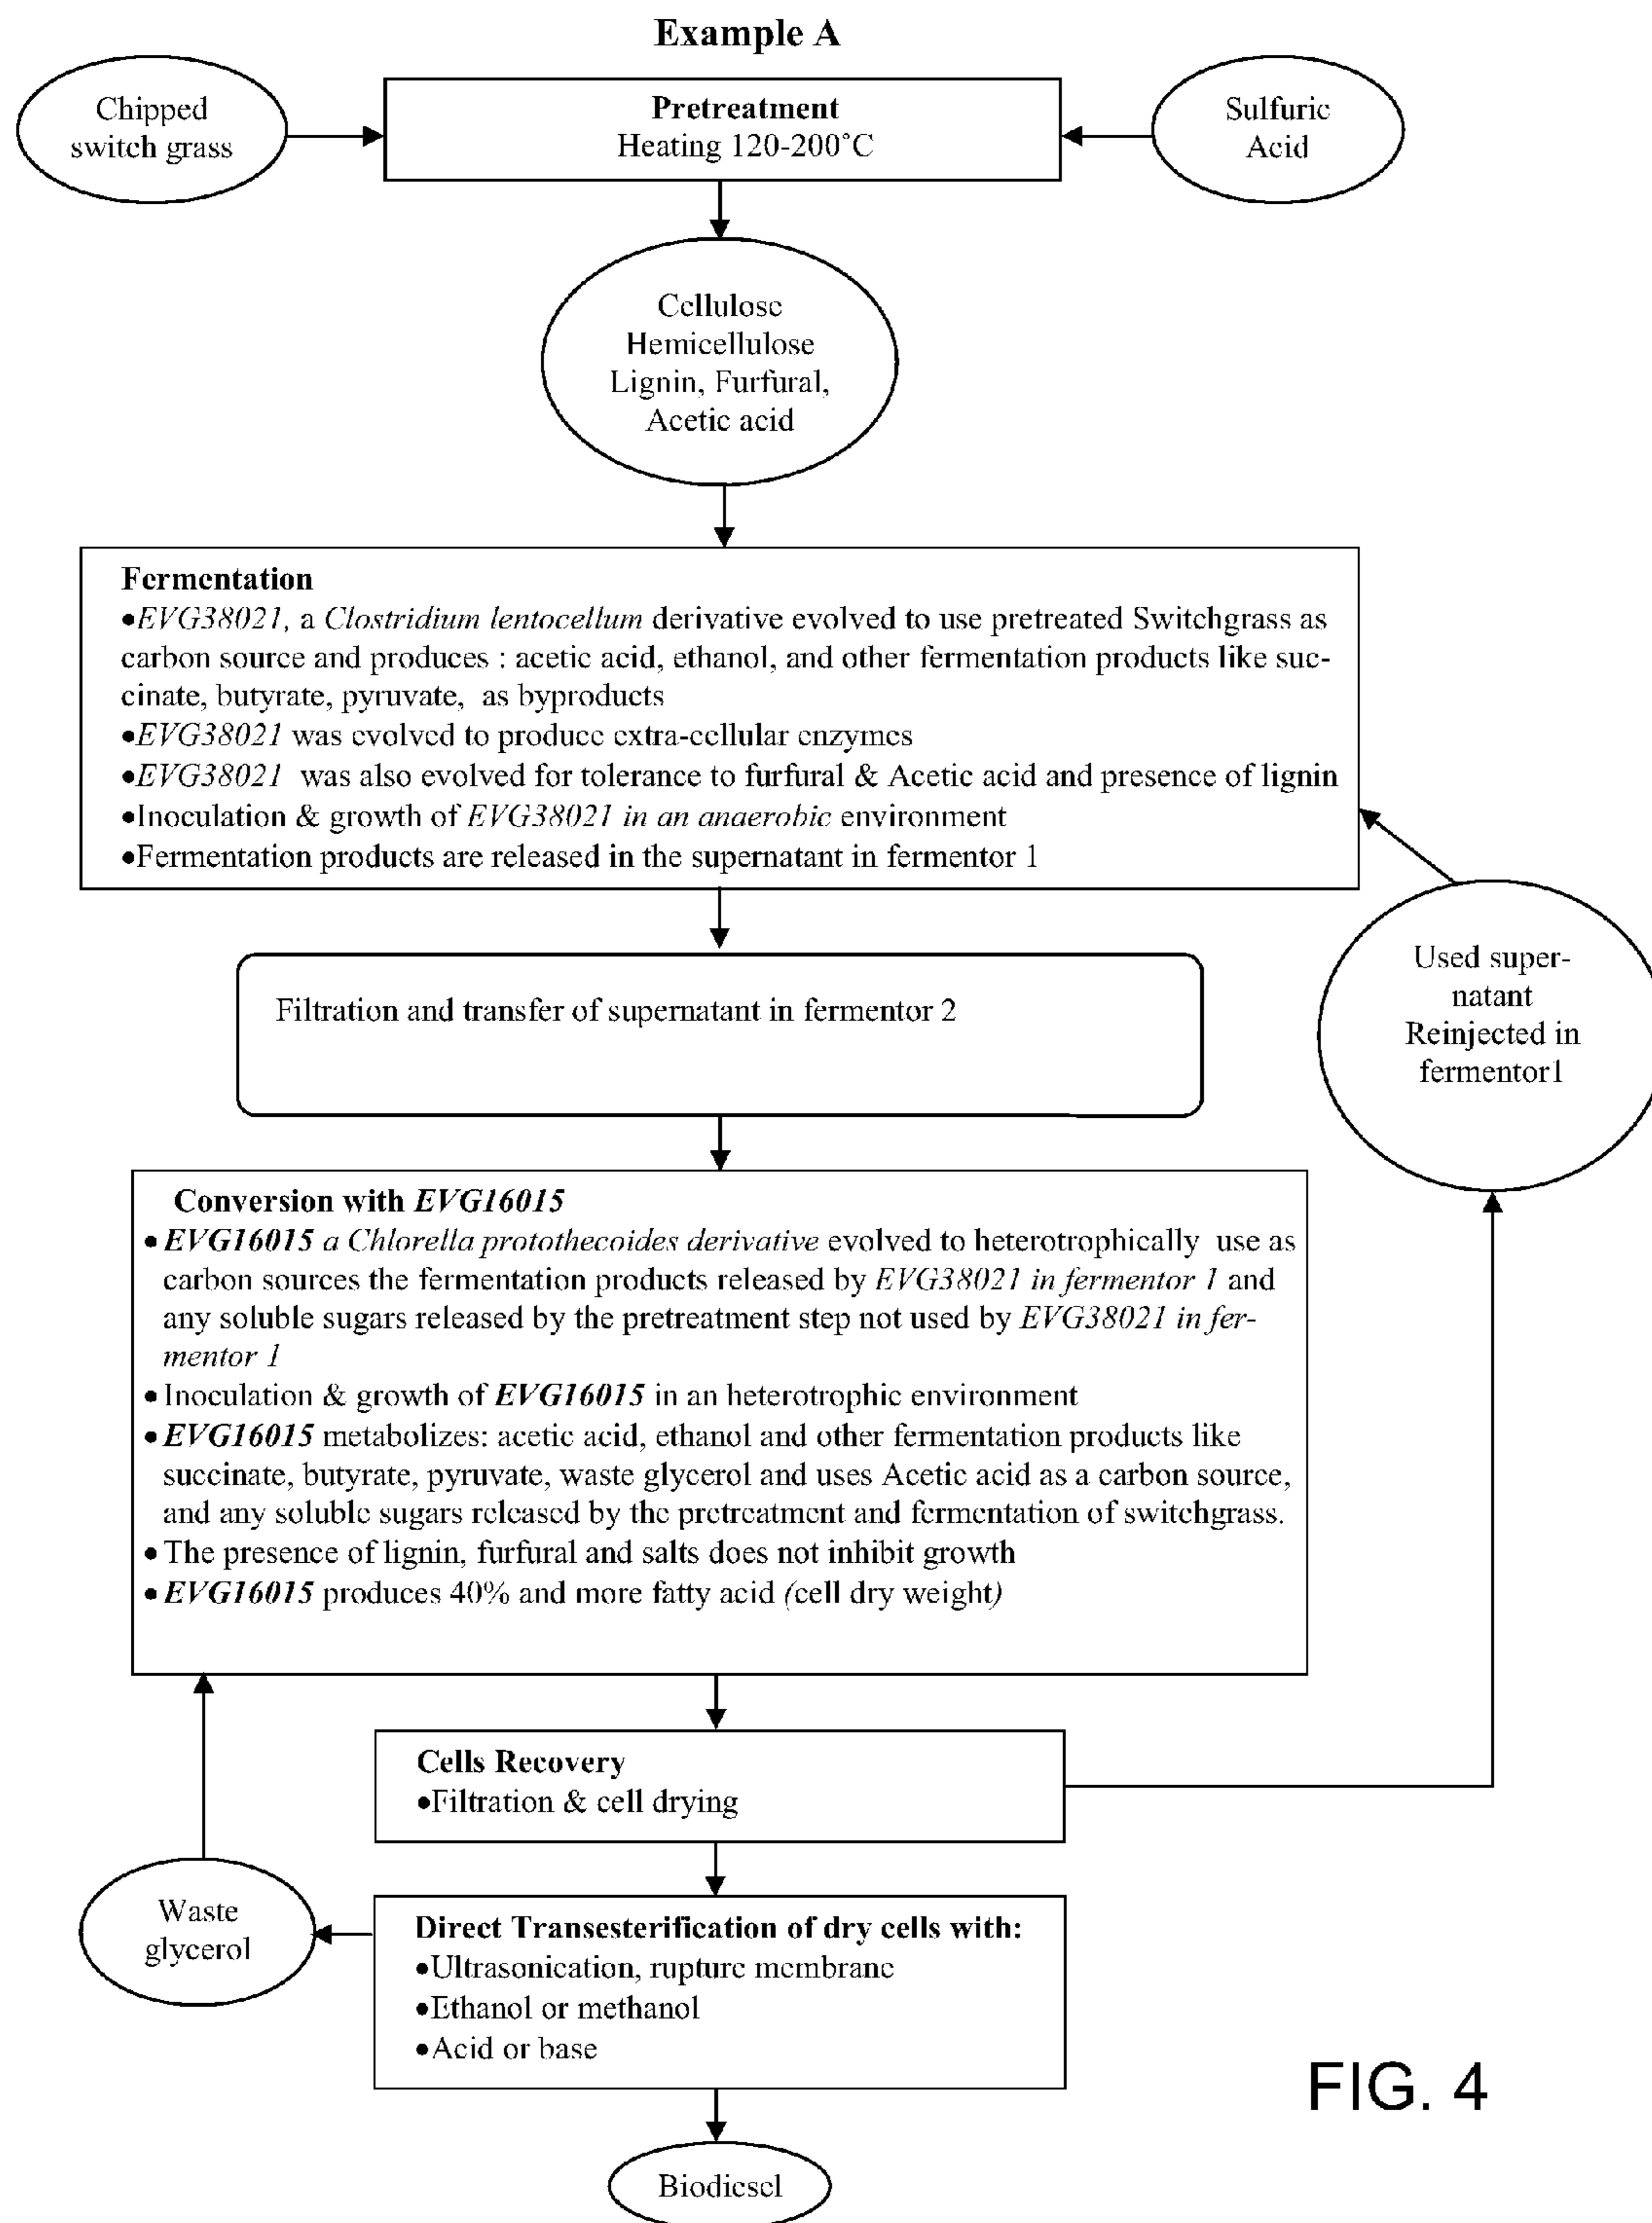 Example A
Chipped
switch grass
Pretreatment
Heating 120-200°C
Sulfuric
Acid
Cellulose
Hemicellulose
Lignin, Furfural,
Acetic acid
Fermentation
•EVG38021, a Clostridium lentocellum derivative evolved to use pretreated Switchgrass as
carbon source and produces : acetic acid, ethanol, and other fermentation products like suc-
cinate, butyrate, pyruvate, as byproducts
•EVG38021 was evolved to produce extra-cellular enzymes
•EVG38021 was also evolved for tolerance to furfural & Acetic acid and presence of lignin
•Inoculation & growth of EVG38021 in an anaerobic environment
•Fermentation products are released in the supernatant in fermentor 1
Filtration and transfer of supernatant in fermentor 2
Used super-
natant
Reinjected in
fermentor1
Conversion with EVG16015
• EVG16015 a Chlorella protothecoides derivative evolved to heterotrophically use as
carbon sources the fermentation products released by EVG38021 in fermentor 1 and
any soluble sugars released by the pretreatment step not used by EVG38021 in fer-
mentor 1
• Inoculation & growth of EVG16015 in an heterotrophic environment
• EVG16015 metabolizes: acetic acid, ethanol and other fermentation products like
succinate, butyrate, pyruvate, waste glycerol and uses Acetic acid as a carbon source,
and any soluble sugars released by the pretreatment and fermentation of switchgrass.
• The presence of lignin, furfural and salts does not inhibit growth
• EVG16015 produces 40% and more fatty acid (cell dry weight)
Cells Recovery
•Filtration & cell drying
Waste
glycerol
Direct Transesterification of dry cells with:
•Ultrasonication, rupture membrane
•Ethanol or methanol
•Acid or base
Biodiesel
FIG. 4